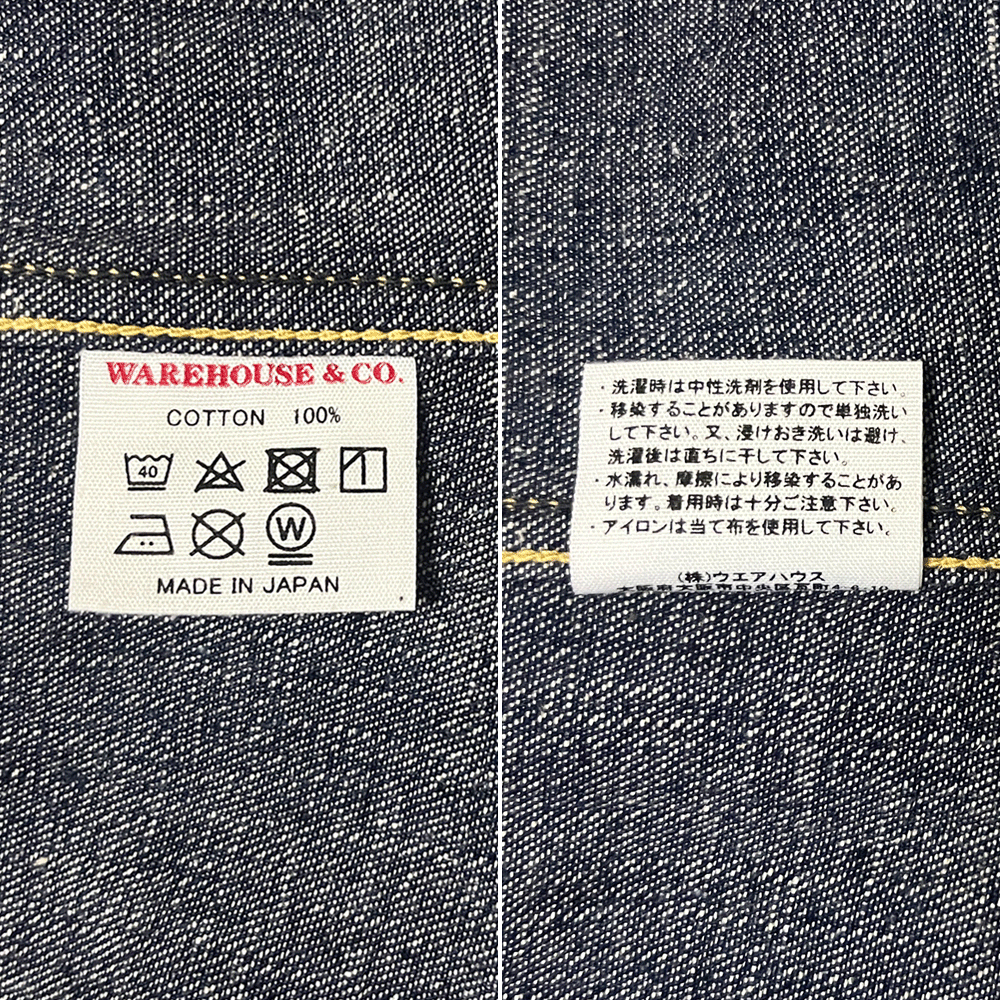 WAREHOUSE & CO.
COTTON 100%
40
W
MADE IN JAPAN
・洗濯時は中性洗剤を使用して下さい。
・移染することがありますので単独洗い
して下さい。又、浸けおき洗いは避け、
洗濯後は直ちに干して下さい。
・水濡れ、摩擦により移染することがあ
ります。着用時は十分ご注意下さい。
・アイロンは当て布を使用して下さい。
(株)ウエアハウス